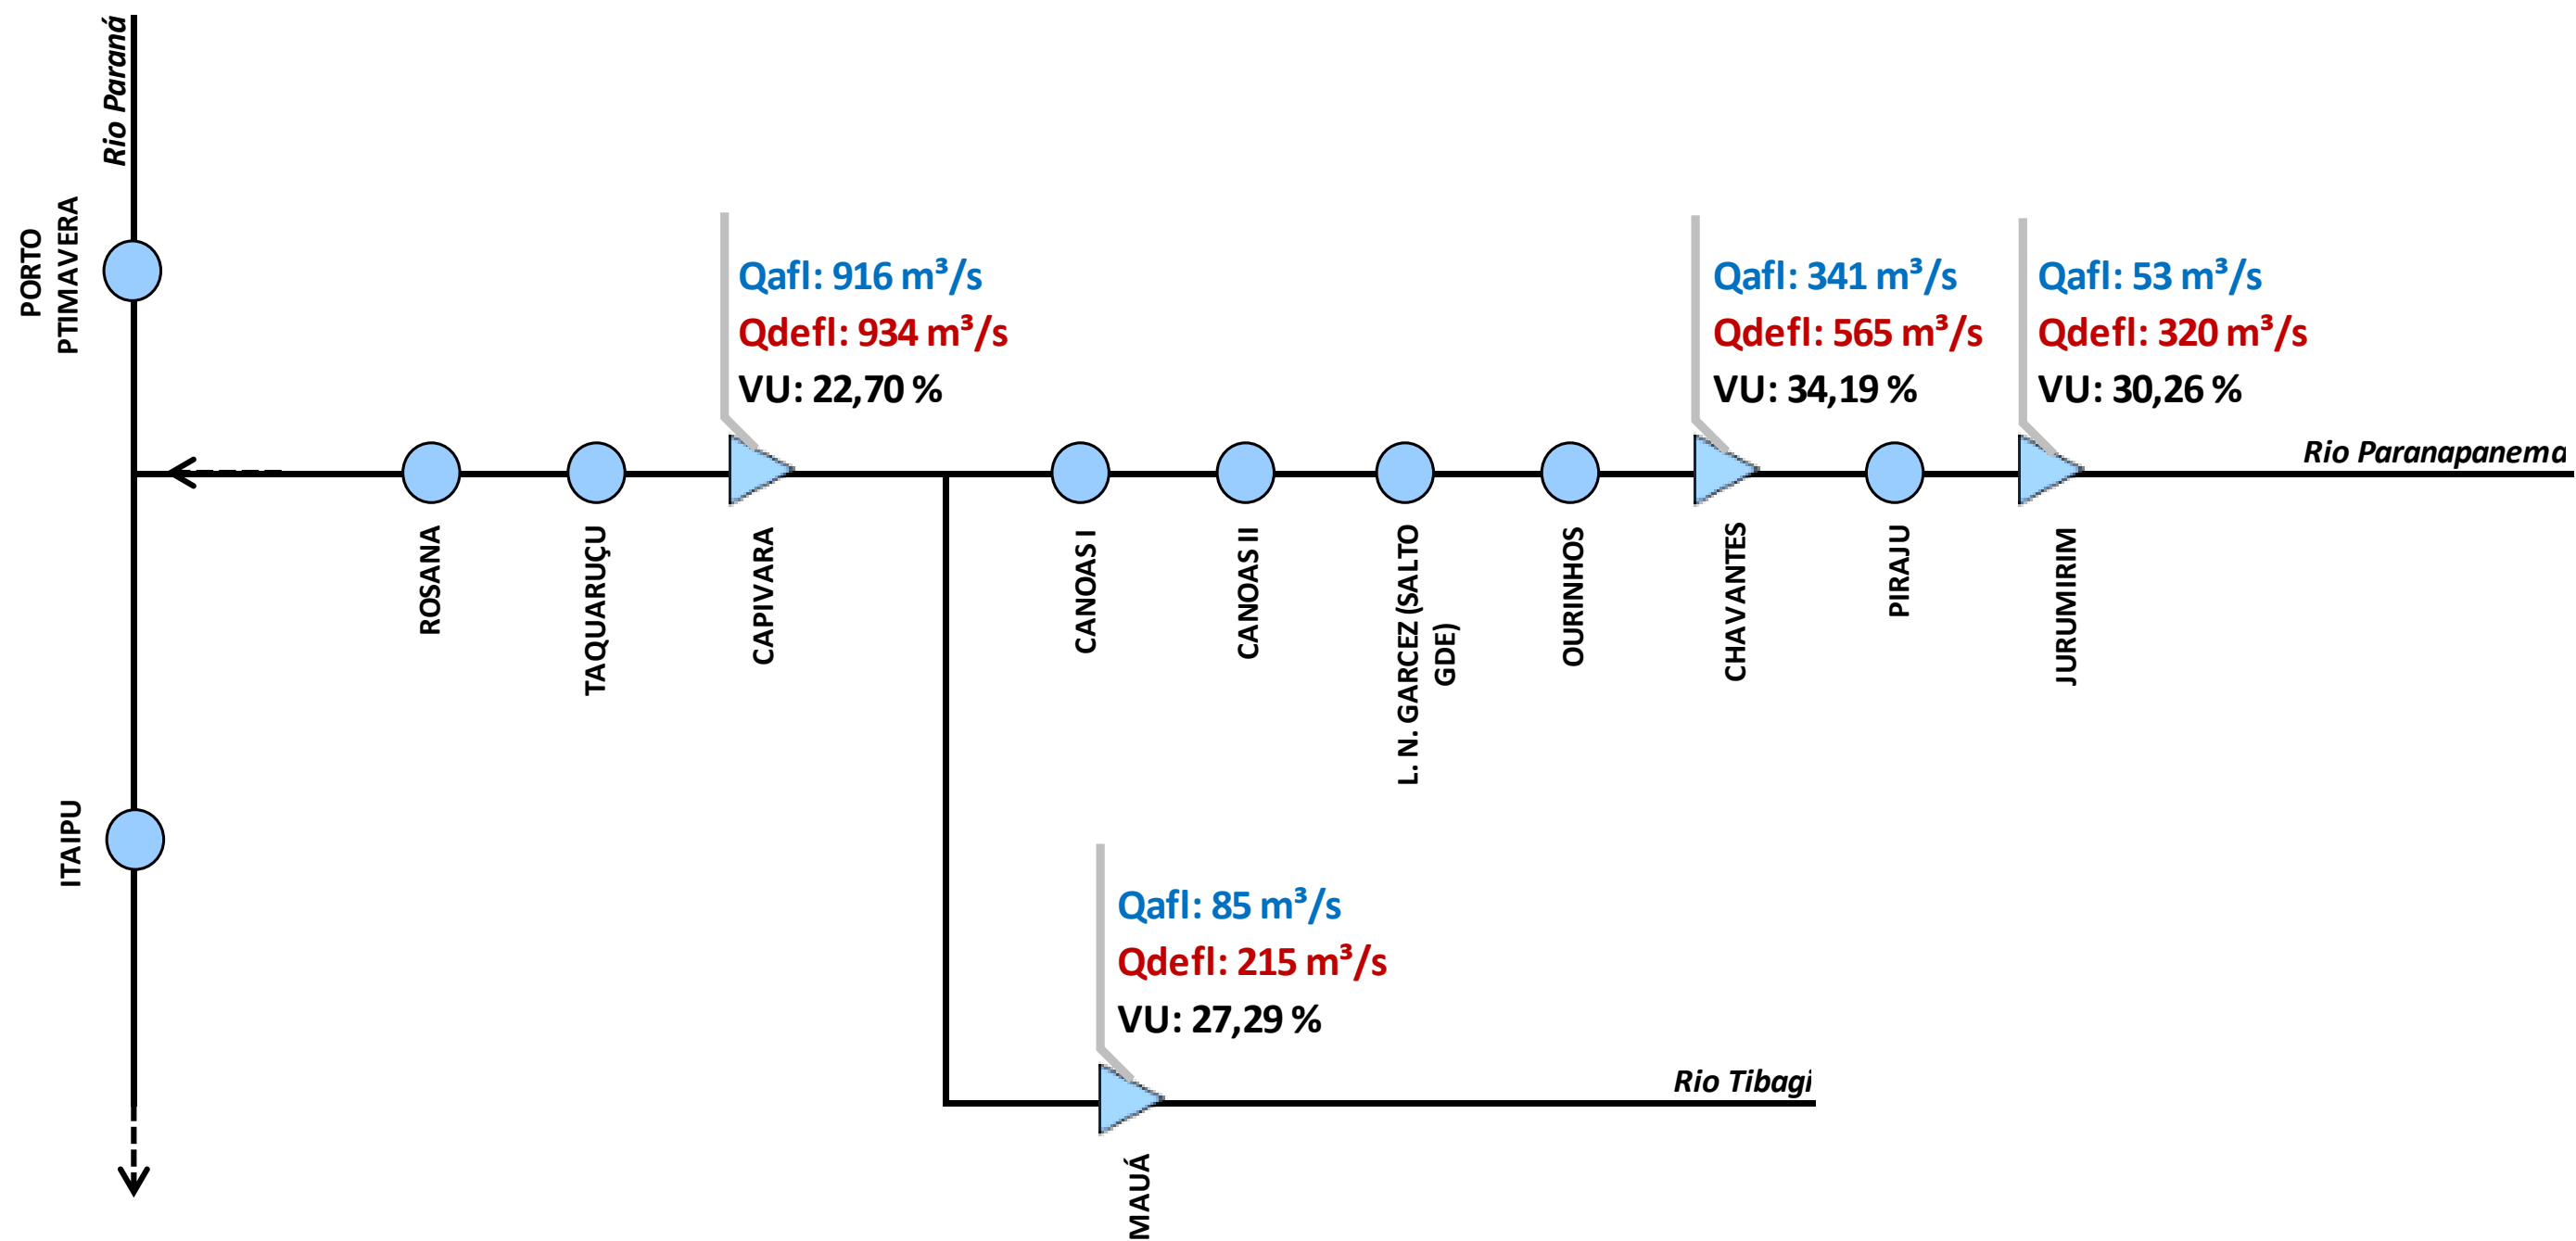 Rio Paraná
PORTO
PTIMAVERA
Qafl: 916 m³/s
Qdefl: 934 m³/s
VU: 22,70 %
Qafl: 341 m³/s
Qdefl: 565 m³/s
VU: 34,19 %
Qafl: 53 m³/s
Qdefl: 320 m³/s
VU: 30,26 %
Rio Paranapanema
ROSANA
TAQUARUÇU
CAPIVARA
CANOAS I
CANOAS II
L. N. GARCEZ (SALTO
GDE)
OURINHOS
CHAVANTES
PIRAJU
JURUMIRIM
ITAIPU
Qafl: 85 m³/s
Qdefl: 215 m³/s
VU: 27,29 %
Rio Tibagi
MAUÁ